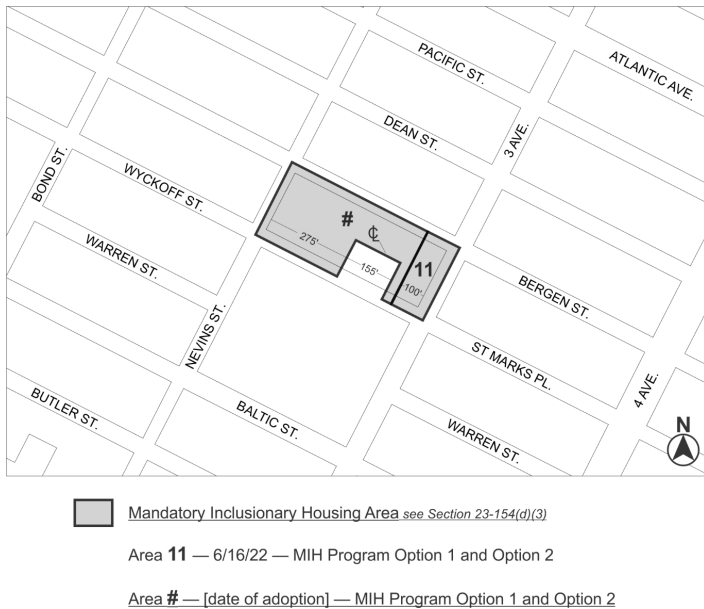 PACIFIC ST.
ATLANTIC AVE.
DEAN ST.
3 AVE.
BOND ST.
WYCKOFF ST.
#
℄
275'
155'
11
100'
WARREN ST.
BERGEN ST.
NEVINS ST.
ST MARKS PL.
4 AVE.
BUTLER ST.
BALTIC ST.
WARREN ST.
N
Mandatory Inclusionary Housing Area see Section 23-154(d)(3)
Area 11 — 6/16/22 — MIH Program Option 1 and Option 2
Area # — [date of adoption] — MIH Program Option 1 and Option 2